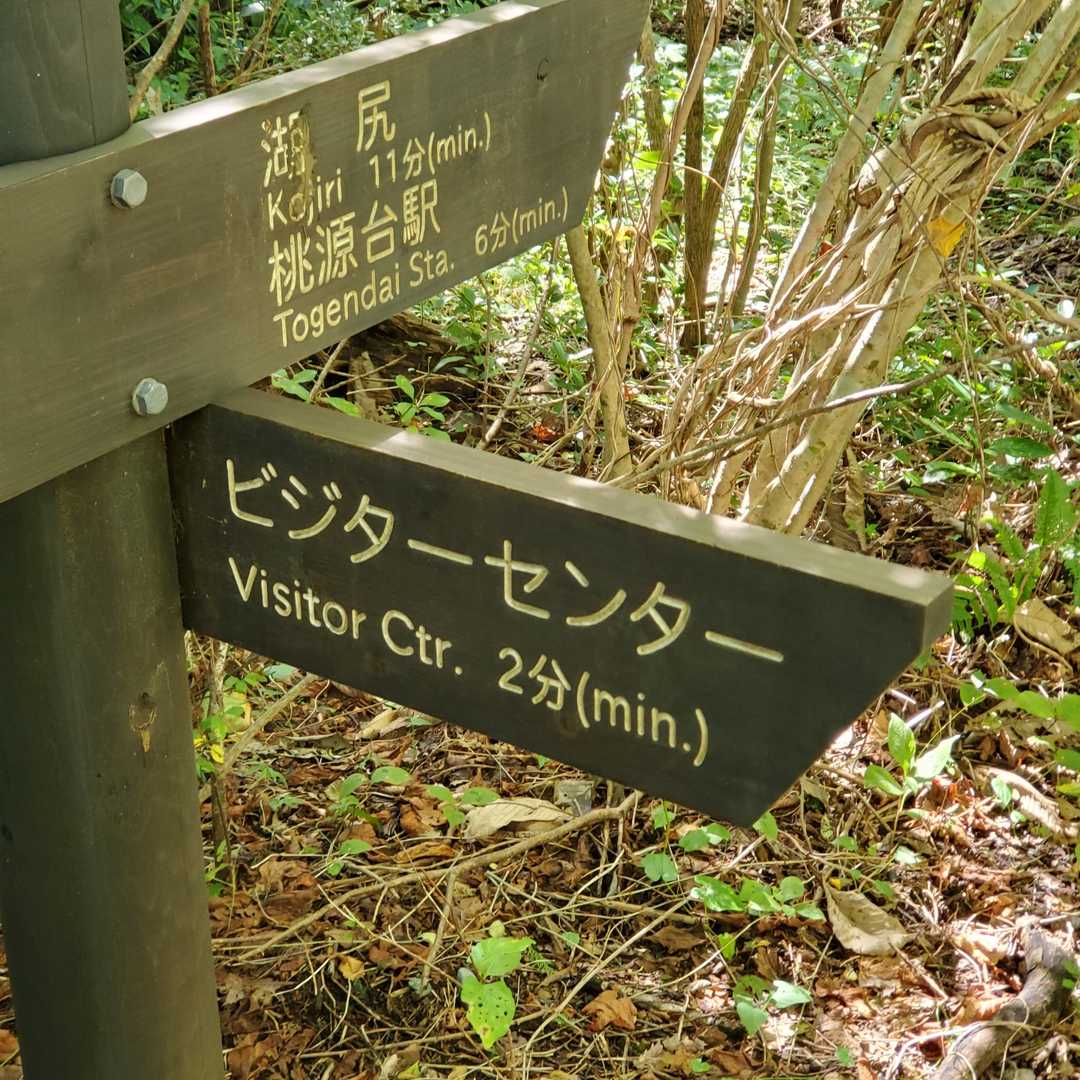 湖尻
Kojiri 11分(min.)
桃源台駅
Togendai Sta. 6分(min.)
ビジターセンター
Visitor Ctr. 2分(min.)